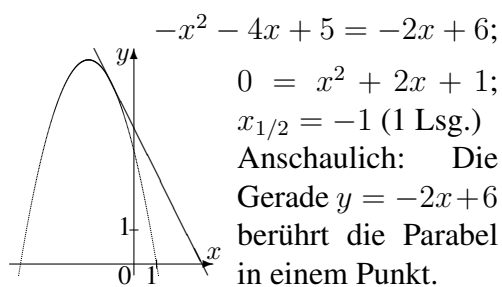 −x² − 4x + 5 = −2x + 6;
y
0 = x² + 2x + 1;
x₁/₂ = −1 (1 Lsg.)
Anschaulich: Die
Gerade y = −2x+6
1
berührt die Parabel
x
0 1
in einem Punkt.